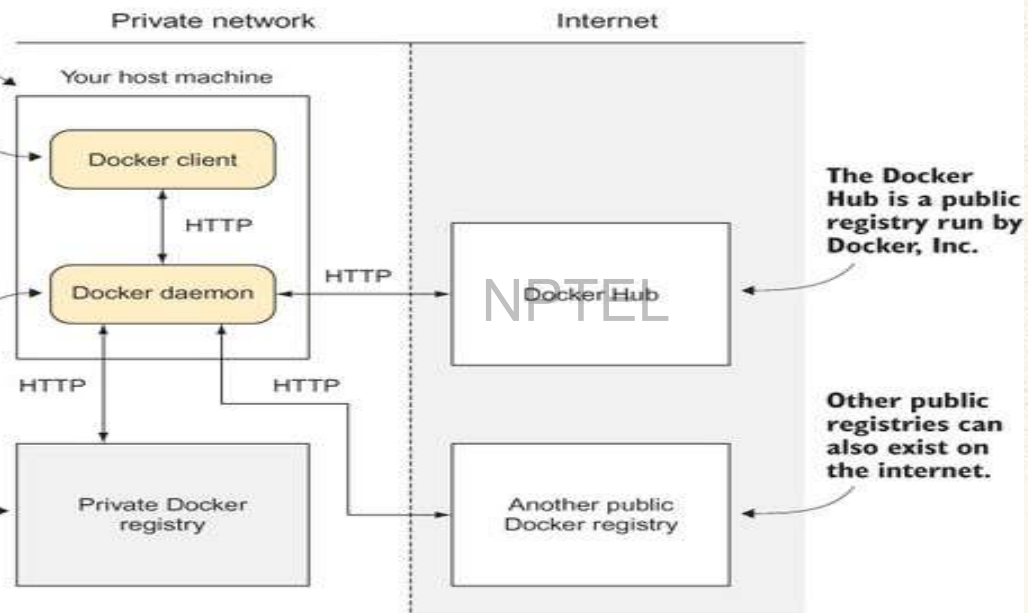 Private network
Internet
Your host machine
Docker client
HTTP
Docker daemon
HTTP
Docker Hub
NPTEL
The Docker
Hub is a public
registry run by
Docker, Inc.
HTTP
HTTP
Private Docker
registry
Another public
Docker registry
Other public
registries can
also exist on
the internet.